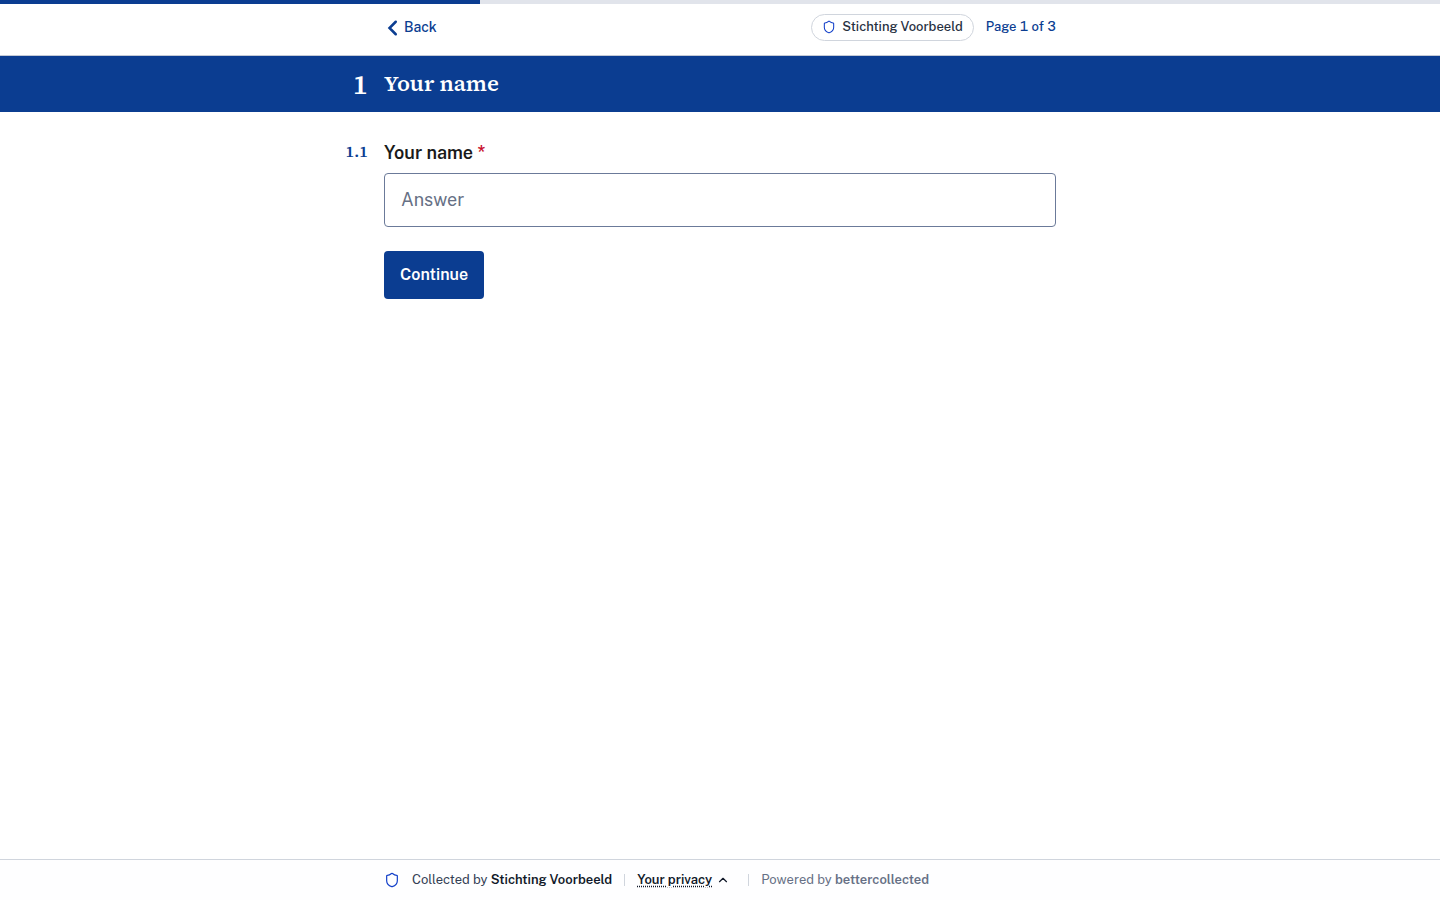 Back
Stichting Voorbeeld
Page 1 of 3
1 Your name
1.1 Your name *
Answer
Continue
Collected by Stichting Voorbeeld
Your privacy
Powered by bettercollected